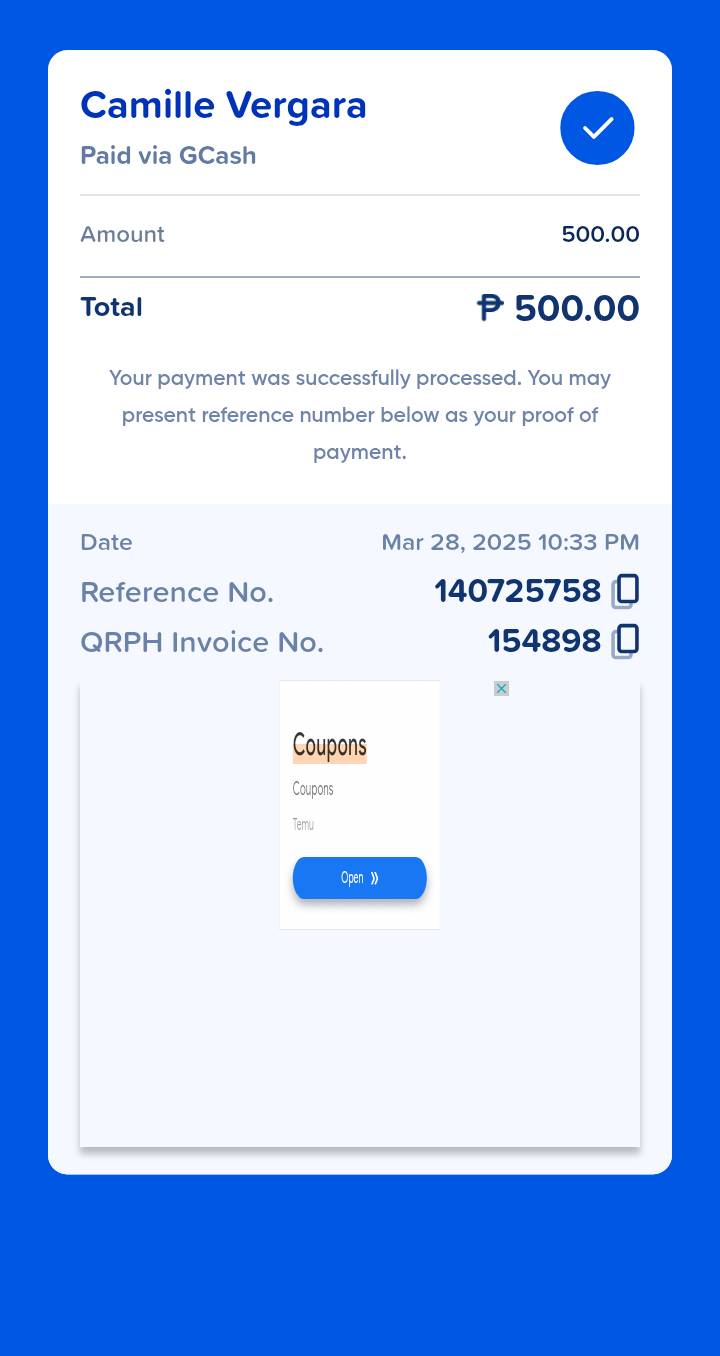 Camille Vergara
Paid via GCash
Amount 500.00
Total ₱ 500.00
Your payment was successfully processed. You may
present reference number below as your proof of
payment.
Date Mar 28, 2025 10:33 PM
Reference No. 140725758
QRPH Invoice No. 154898
Coupons
Coupons
Temu
Open »